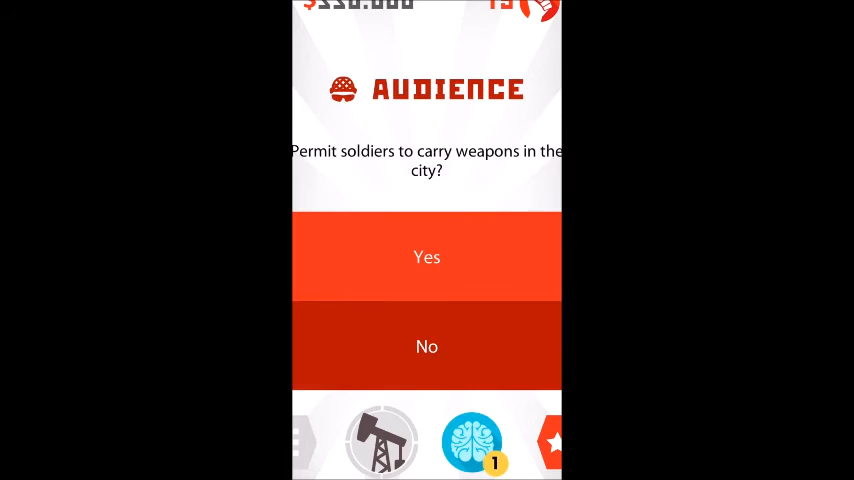 AUDIENCE
Permit soldiers to carry weapons in the
city?
Yes
No
1